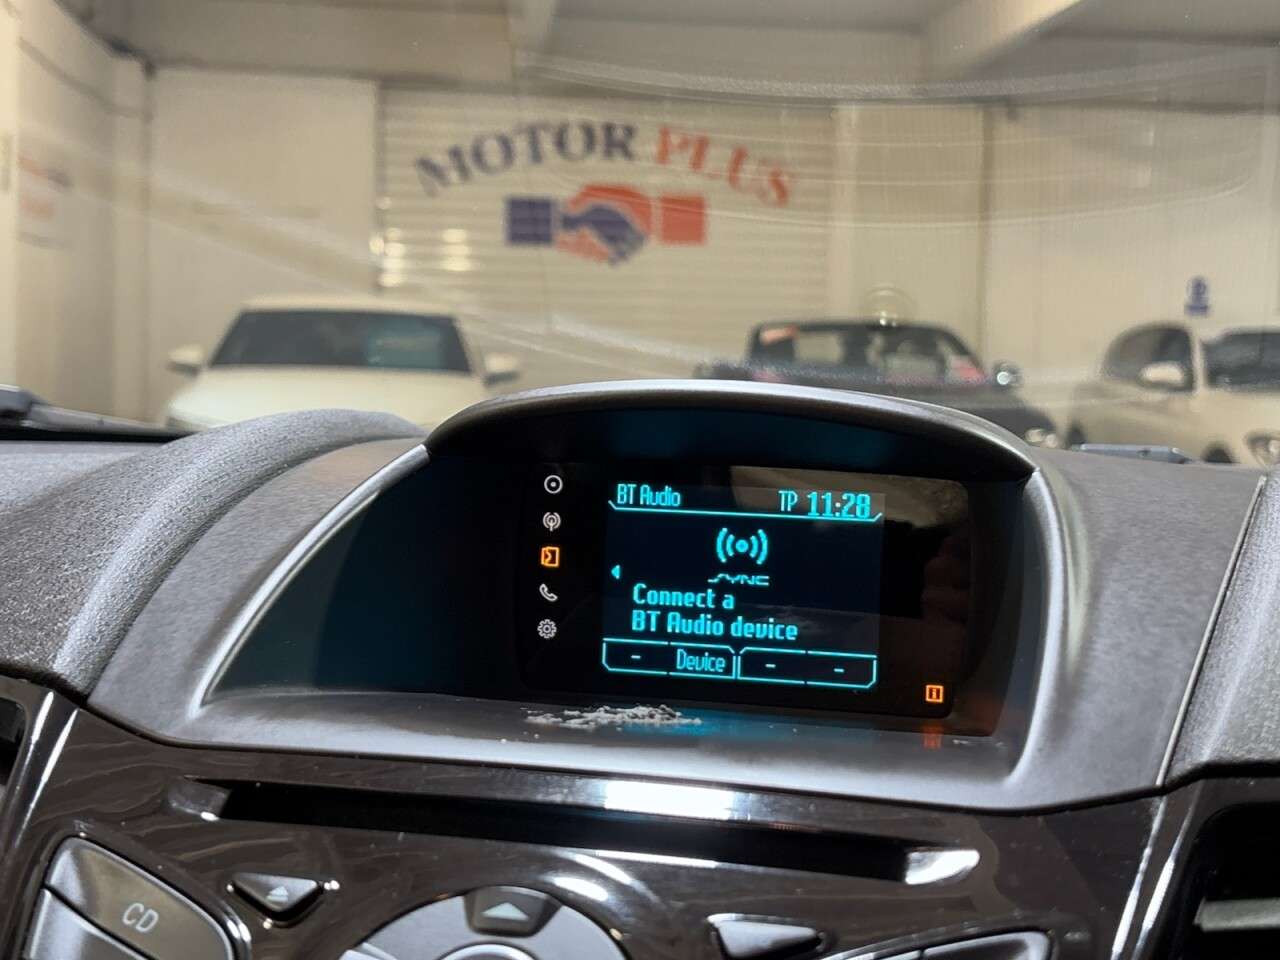 MOTOR PLUS
BT Audio TP 11:28
SYNC
Connect a
BT Audio device
- Device - -
i
CD